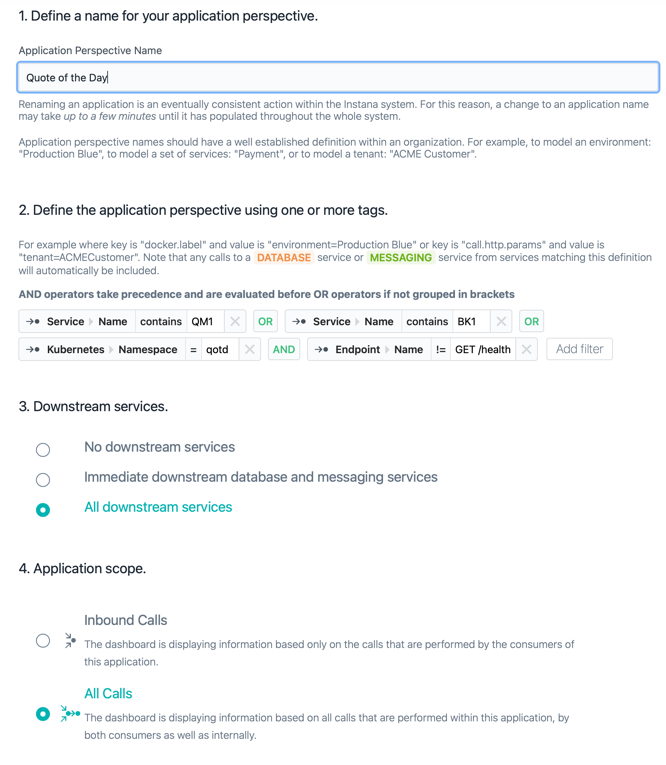 1. Define a name for your application perspective.
Application Perspective Name
Quote of the Day
Renaming an application is an eventually consistent action within the Instana system. For this reason, a change to an application name
may take up to a few minutes until it has populated throughout the whole system.
Application perspective names should have a well established definition within an organization. For example, to model an environment:
"Production Blue", to model a set of services: "Payment", or to model a tenant: "ACME Customer".
2. Define the application perspective using one or more tags.
For example where key is "docker.label" and value is "environment=Production Blue" or key is "call.http.params" and value is
"tenant=ACMECustomer". Note that any calls to a DATABASE service or MESSAGING service from services matching this definition
will automatically be included.
AND operators take precedence and are evaluated before OR operators if not grouped in brackets
Service Name contains QM1 OR Service Name contains BK1 OR
Kubernetes Namespace = qotd AND Endpoint Name != GET /health Add filter
3. Downstream services.
No downstream services
Immediate downstream database and messaging services
All downstream services
4. Application scope.
Inbound Calls
The dashboard is displaying information based only on the calls that are performed by the consumers of
this application.
All Calls
The dashboard is displaying information based on all calls that are performed within this application, by
both consumers as well as internally.